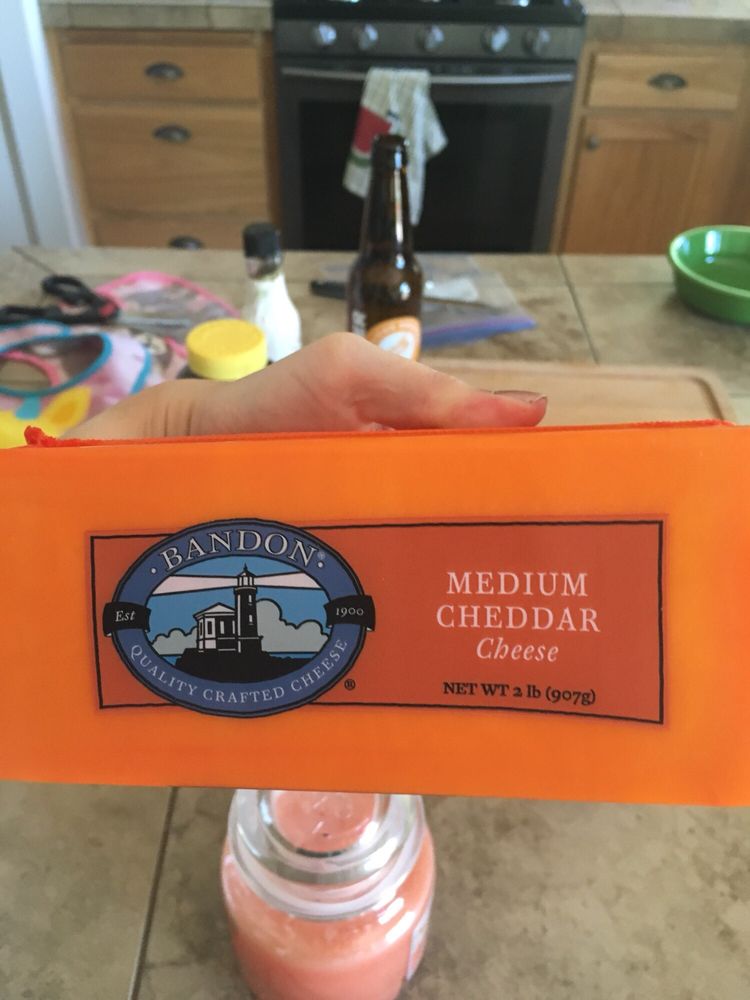 BANDON®
Est 1900
QUALITY CRAFTED CHEESE
®
MEDIUM
CHEDDAR
Cheese
NET WT 2 lb (907g)